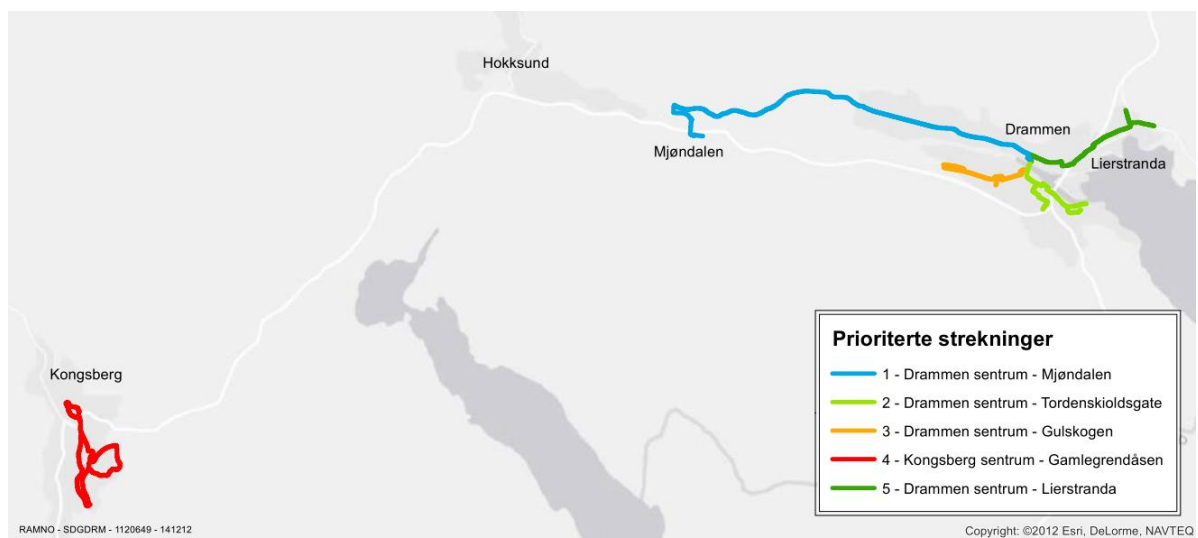 Hokksund
Drammen
Mjøndalen
Lierstranda
Kongsberg
Prioriterte strekninger
1 - Drammen sentrum - Mjøndalen
2 - Drammen sentrum - Tordenskioldsgate
3 - Drammen sentrum - Gulskogen
4 - Kongsberg sentrum - Gamlegrendåsen
5 - Drammen sentrum - Lierstranda
RAMNO - SDGDRM - 1120649 - 141212
Copyright: ©2012 Esri, DeLorme, NAVTEQ